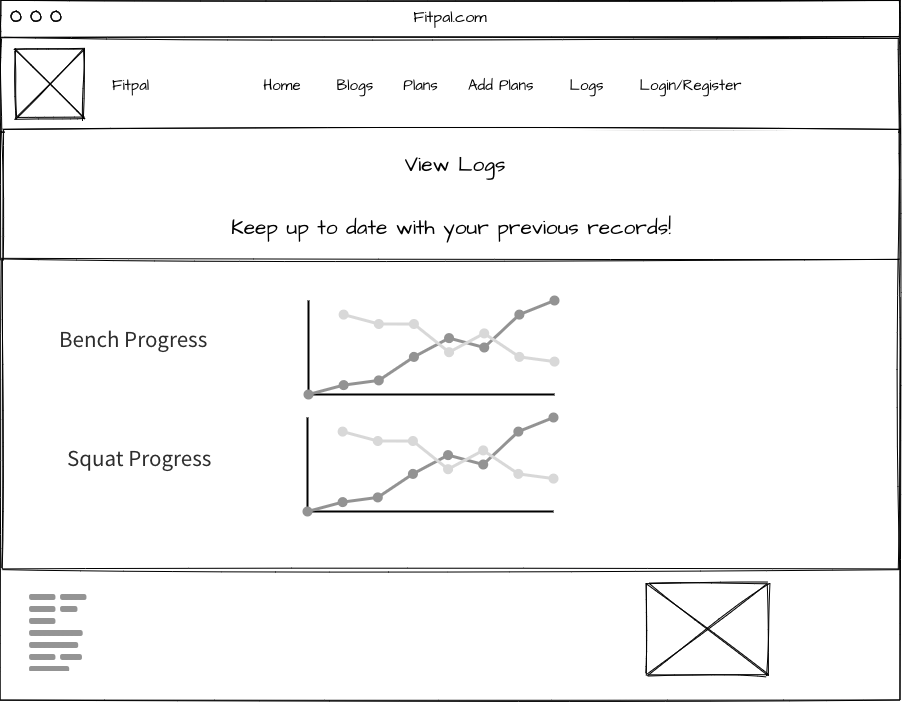 Fitpal.com
Fitpal Home Blogs Plans Add Plans Logs Login/Register
View Logs
Keep up to date with your previous records!
Bench Progress
Squat Progress